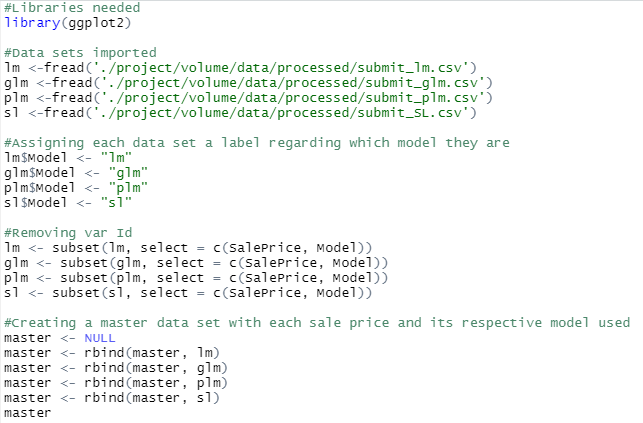 #Libraries needed
library(ggplot2)
#Data sets imported
lm <-fread('./project/volume/data/processed/submit_lm.csv')
glm <-fread('./project/volume/data/processed/submit_glm.csv')
plm <-fread('./project/volume/data/processed/submit_plm.csv')
sl <-fread('./project/volume/data/processed/submit_SL.csv')
#Assigning each data set a label regarding which model they are
lm$Model <- "lm"
glm$Model <- "glm"
plm$Model <- "plm"
sl$Model <- "sl"
#Removing var Id
lm <- subset(lm, select = c(SalePrice, Model))
glm <- subset(glm, select = c(SalePrice, Model))
plm <- subset(plm, select = c(SalePrice, Model))
sl <- subset(sl, select = c(SalePrice, Model))
#Creating a master data set with each sale price and its respective model used
master <- NULL
master <- rbind(master, lm)
master <- rbind(master, glm)
master <- rbind(master, plm)
master <- rbind(master, sl)
master